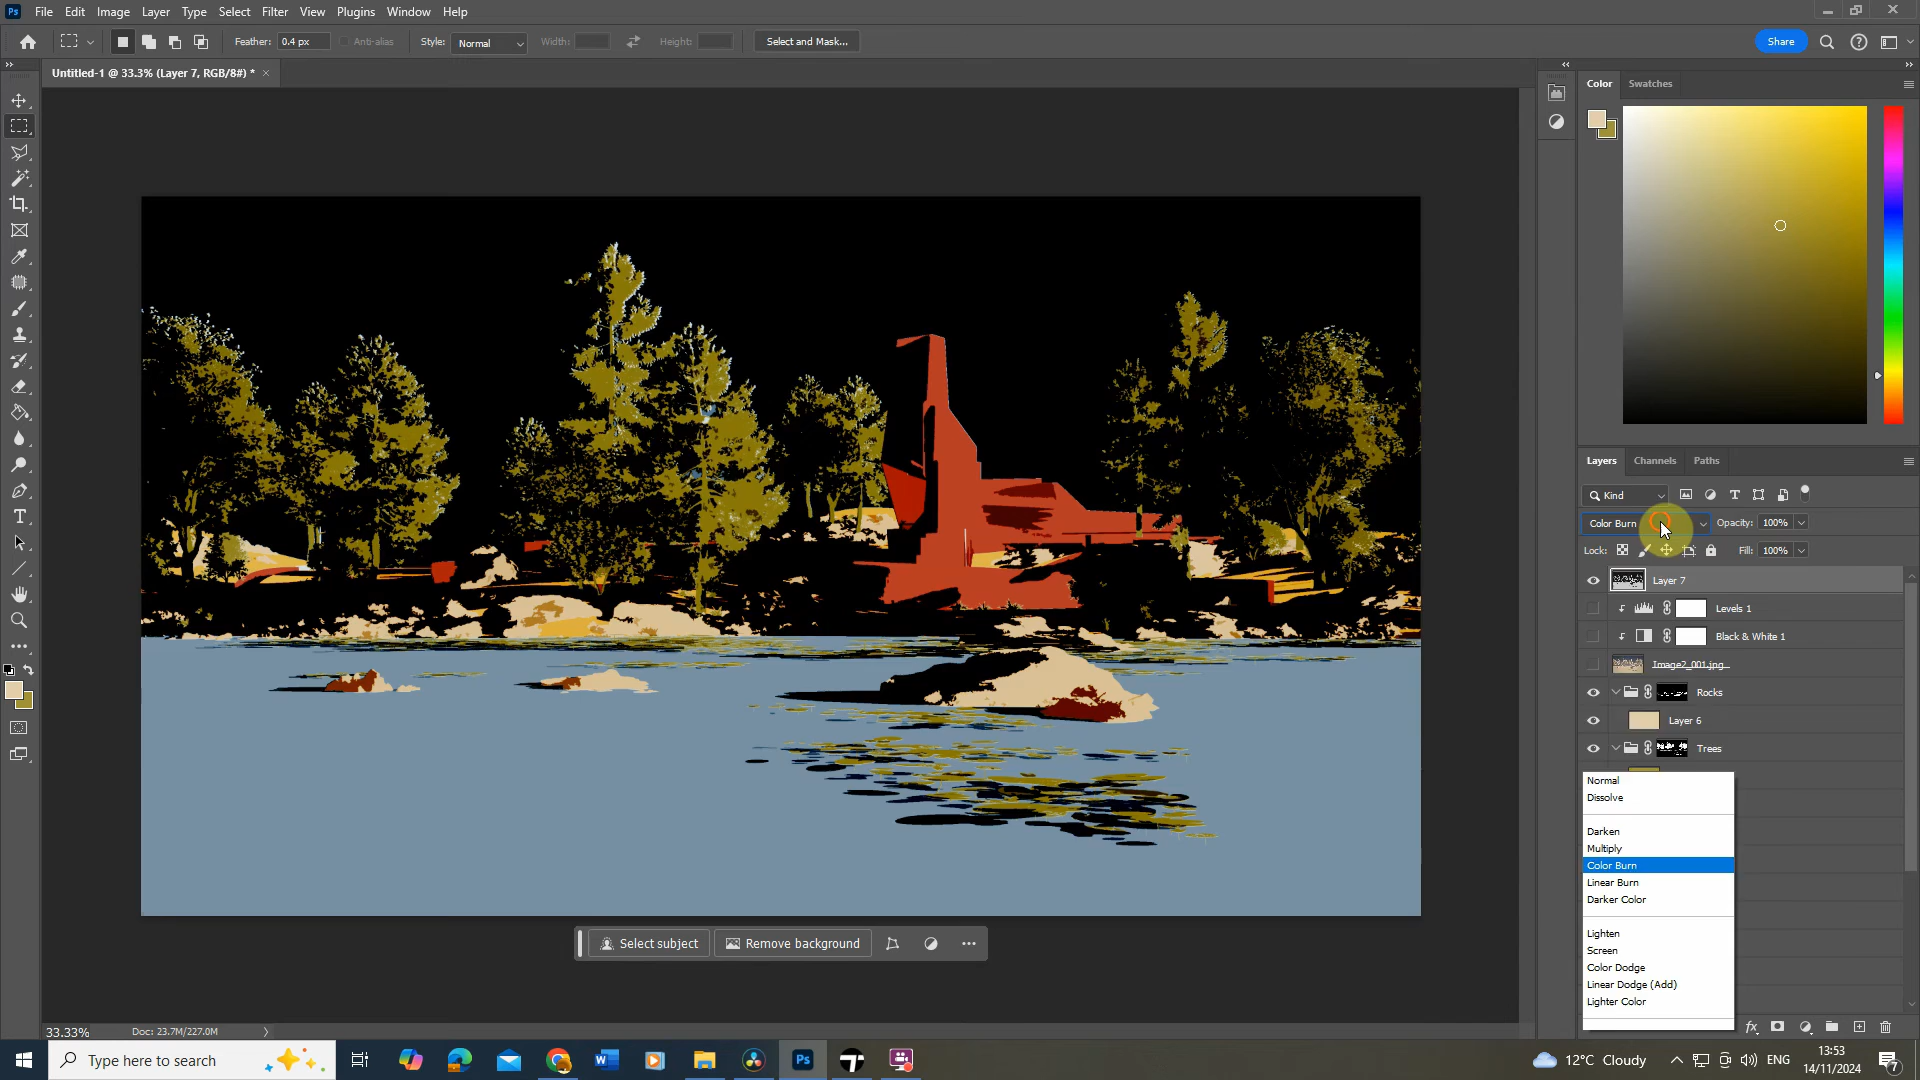 Ps File Edit Image Layer Type Select Filter View Plugins Window Help
Feather: 0.4 px Anti-alias Style: Normal Width: Height: Select and Mask... Share
Untitled-1 @ 33.3% (Layer 7, RGB/8#) * ×
Color Swatches
Layers Channels Paths
Kind
Color Burn Opacity: 100%
Lock: Fill: 100%
Layer 7
Levels 1
Black & White 1
Image2_001.jpg...
Rocks
Layer 6
Trees
Normal
Dissolve
Darken
Multiply
Color Burn
Linear Burn
Darker Color
Lighten
Screen
Color Dodge
Linear Dodge (Add)
Lighter Color
Select subject Remove background
33.33% Doc: 23.7M/227.0M
fx
Type here to search
Ps
12°C Cloudy
ENG
13:53
14/11/2024
7